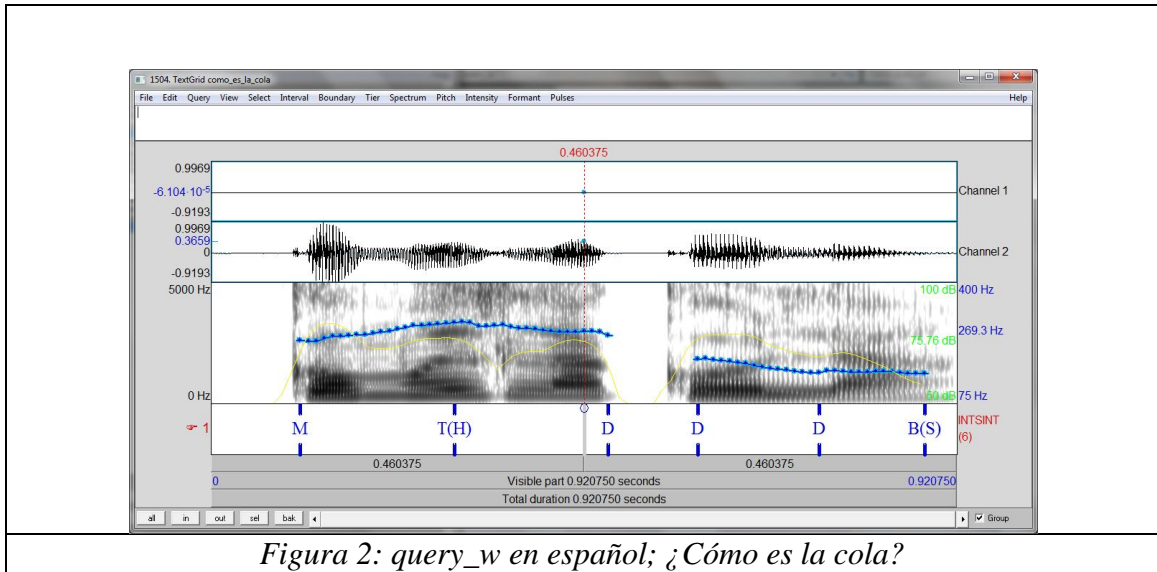 1504. TextGrid como_es_la_cola
File Edit Query View Select Interval Boundary Tier Spectrum Pitch Intensity Formant Pulses Help
0.460375
0.9969
-6.104·10-5
-0.9193
Channel 1
0.9969
0.3659
0
-0.9193
Channel 2
5000 Hz
100 dB 400 Hz
269.3 Hz
75.76 dB
0 Hz
50 dB 75 Hz
1 M T(H) D D D B(S) INTSINT
(6)
0.460375 0.460375
0 Visible part 0.920750 seconds 0.920750
Total duration 0.920750 seconds
all in out sel bak Group
Figura 2: query_w en español; ¿Cómo es la cola?